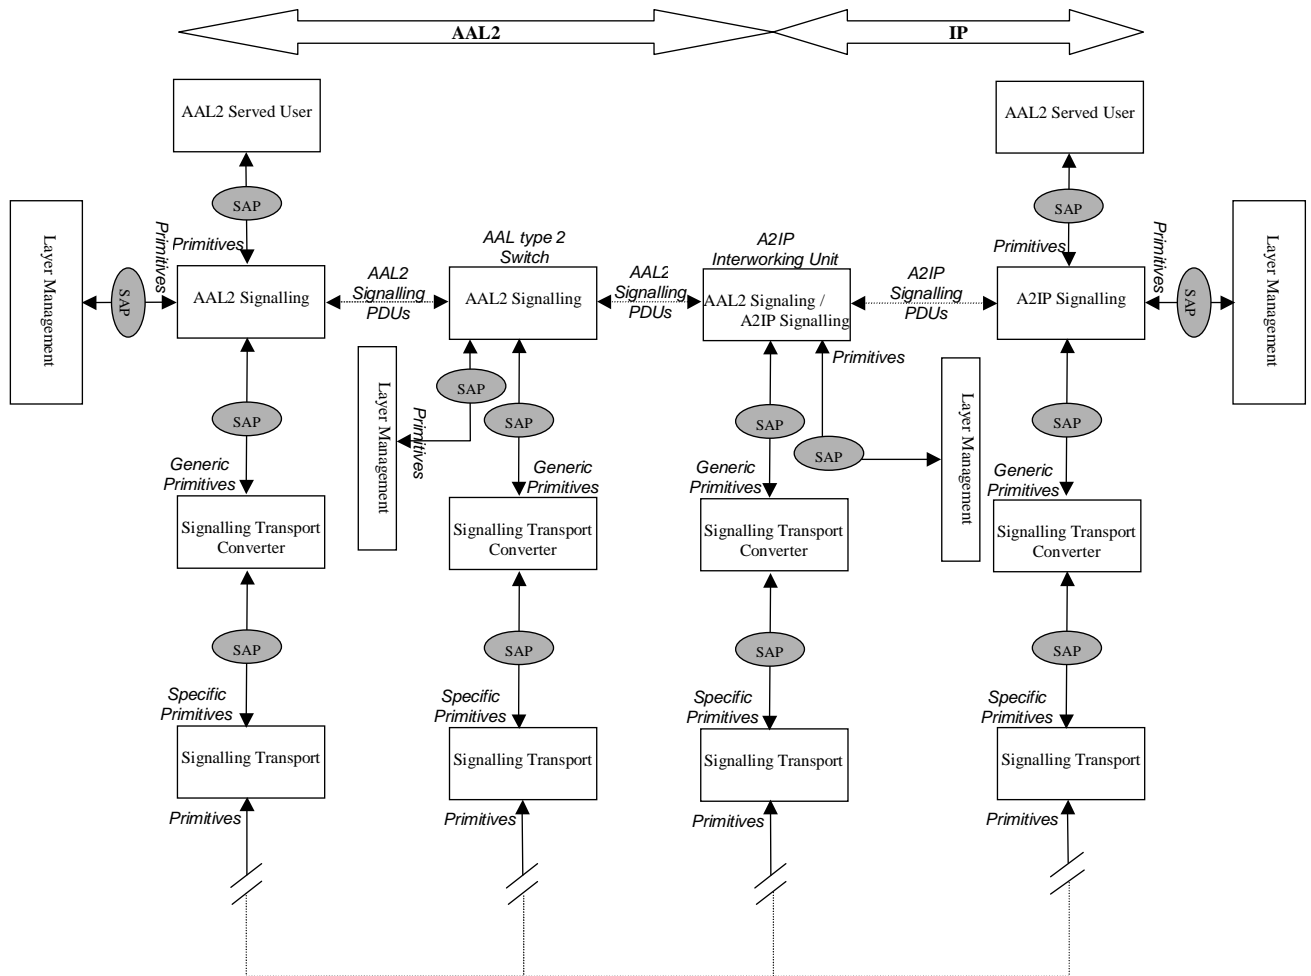 AAL2
IP
AAL2 Served User
AAL2 Served User
SAP
SAP
Primitives
Primitives
Layer Management
SAP
Primitives
AAL2 Signalling
AAL2
Signalling
PDUs
AAL type 2
Switch
AAL2 Signalling
AAL2
Signalling
PDUs
A2IP
Interworking Unit
AAL2 Signaling /
A2IP Signalling
A2IP
Signalling
PDUs
A2IP Signalling
Primitives
SAP
Layer Management
SAP
Layer Management
Primitives
SAP
SAP
SAP
Primitives
SAP
Layer Management
SAP
Generic
Primitives
Generic
Primitives
Generic
Primitives
Generic
Primitives
Signalling Transport
Converter
Signalling Transport
Converter
Signalling Transport
Converter
Signalling Transport
Converter
SAP
SAP
SAP
SAP
Specific
Primitives
Specific
Primitives
Specific
Primitives
Specific
Primitives
Signalling Transport
Signalling Transport
Signalling Transport
Signalling Transport
Primitives
Primitives
Primitives
Primitives